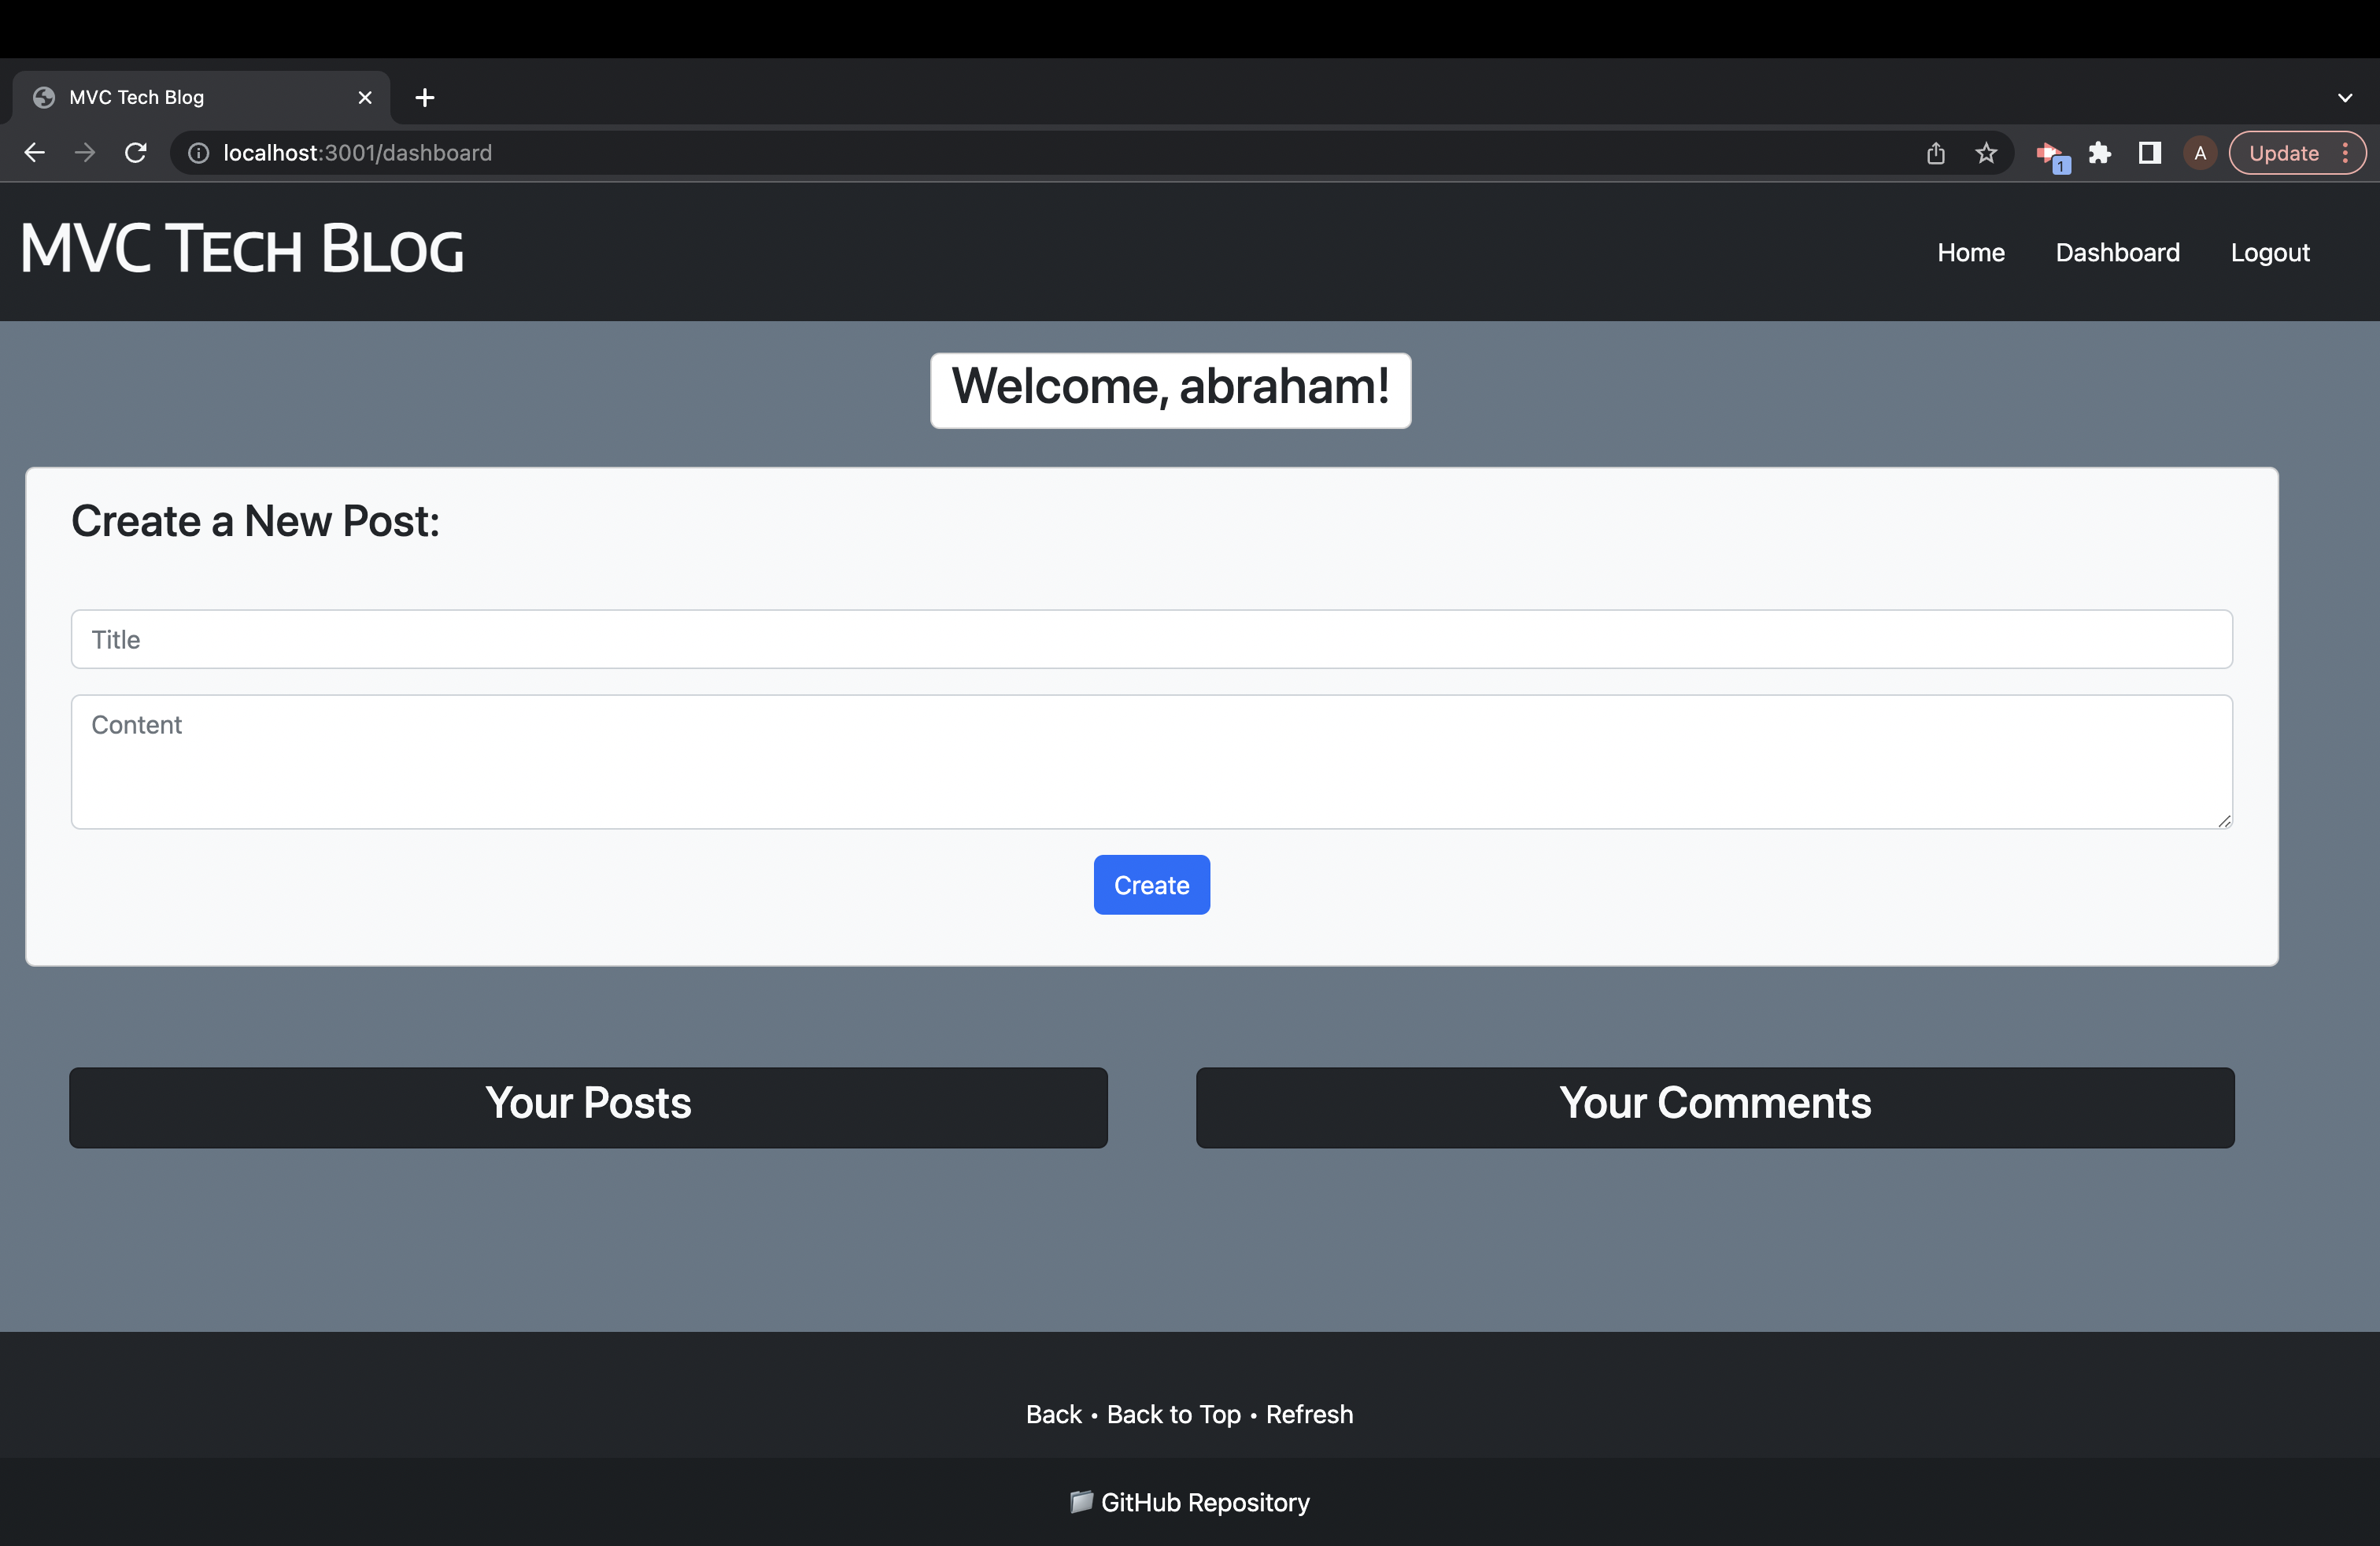 MVC Tech Blog
localhost:3001/dashboard
1
A
Update
MVC Tech Blog
Home Dashboard Logout
Welcome, abraham!
Create a New Post:
Title
Content
Create
Your Posts
Your Comments
Back • Back to Top • Refresh
GitHub Repository